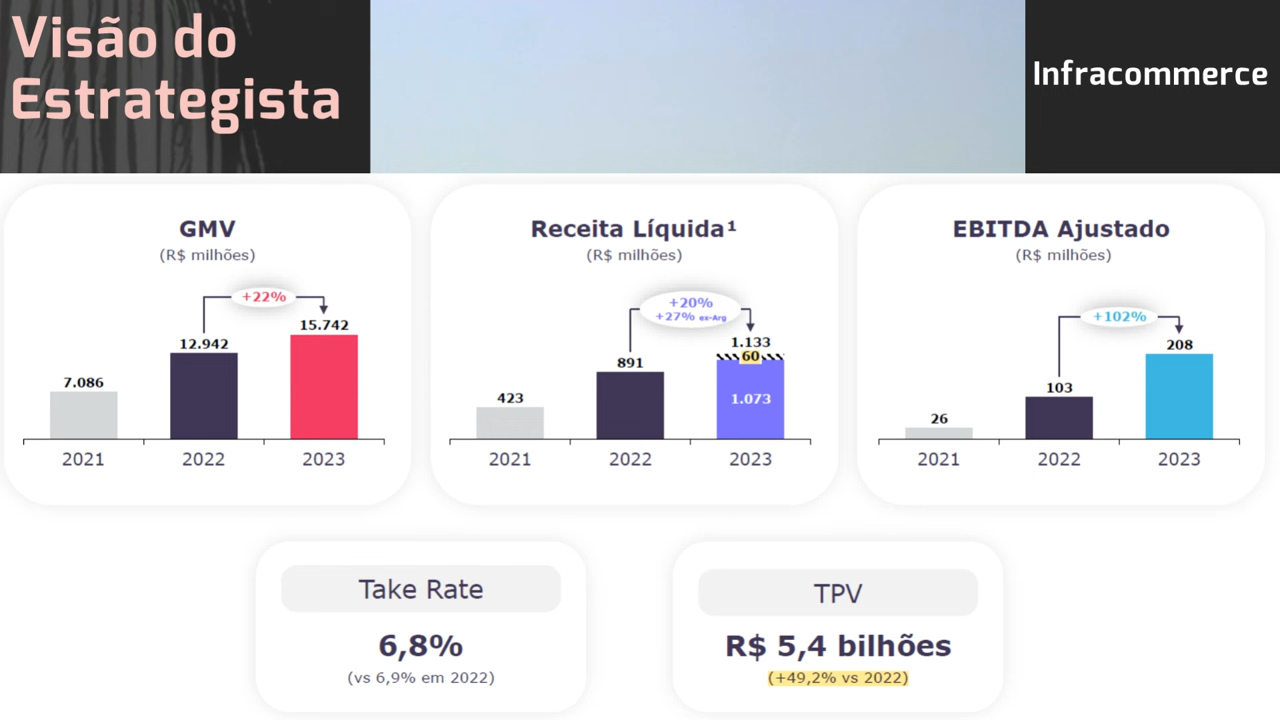 Visão do
Estrategista
Infracommerce
GMV
(R$ milhões)
+22%
15.742
12.942
7.086
2021
2022
2023
Receita Líquida¹
(R$ milhões)
+20%
+27% ex-Arg
1.133
60
891
1.073
423
2021
2022
2023
EBITDA Ajustado
(R$ milhões)
+102%
208
103
26
2021
2022
2023
Take Rate
6,8%
(vs 6,9% em 2022)
TPV
R$ 5,4 bilhões
(+49,2% vs 2022)